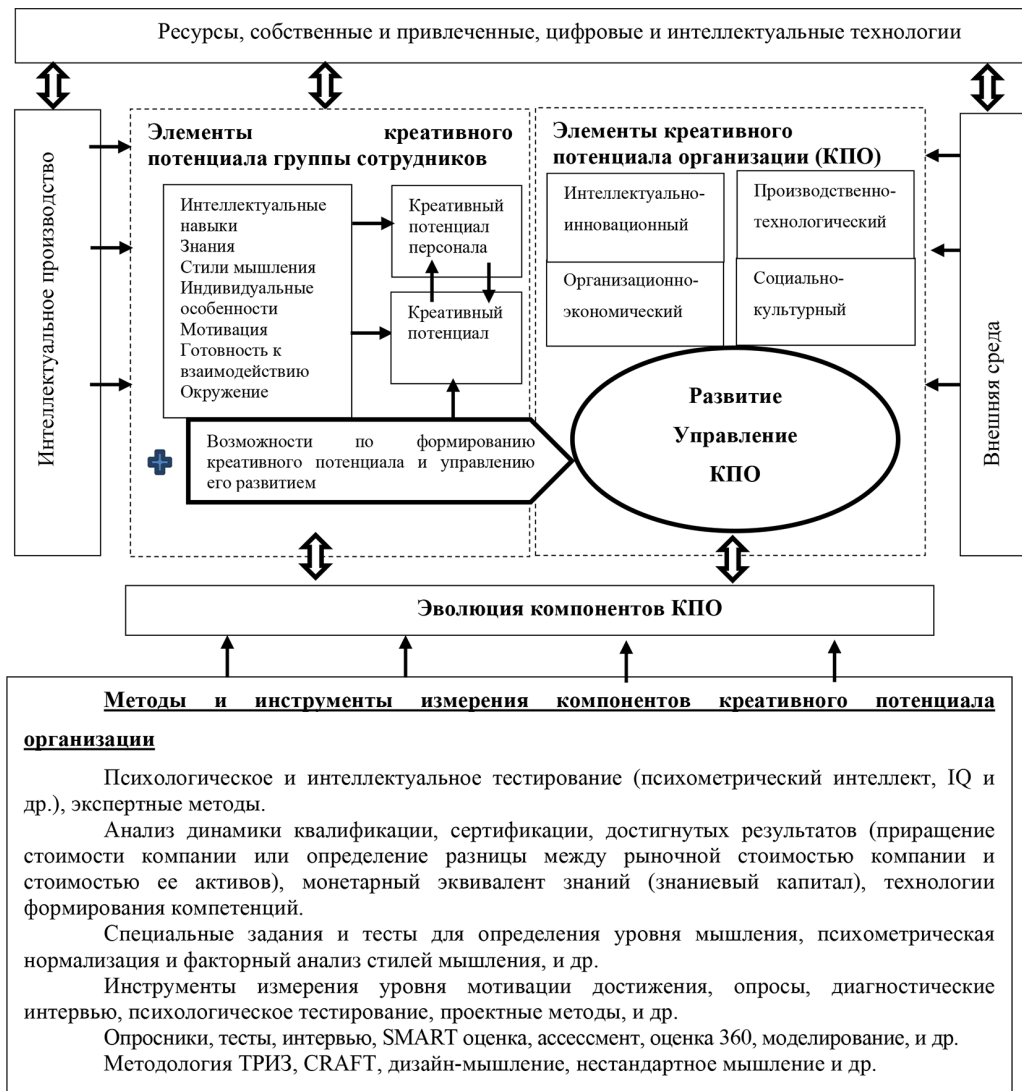 Ресурсы, собственные и привлеченные, цифровые и интеллектуальные технологии
Интеллектуальное производство
Элементы креативного
потенциала группы сотрудников
Интеллектуальные
навыки
Знания
Стили мышления
Индивидуальные
особенности
Мотивация
Готовность к
взаимодействию
Окружение
Креативный
потенциал
персонала
Креативный
потенциал
Возможности по формированию
креативного потенциала и управлению
его развитием
Элементы креативного
потенциала организации (КПО)
Интеллектуально-
инновационный
Производственно-
технологический
Организационно-
экономический
Социально-
культурный
Развитие
Управление
КПО
Внешняя среда
Эволюция компонентов КПО
Методы и инструменты измерения компонентов креативного потенциала
организации
Психологическое и интеллектуальное тестирование (психометрический интеллект, IQ и
др.), экспертные методы.
Анализ динамики квалификации, сертификации, достигнутых результатов (приращение
стоимости компании или определение разницы между рыночной стоимостью компании и
стоимостью ее активов), монетарный эквивалент знаний (знаниевый капитал), технологии
формирования компетенций.
Специальные задания и тесты для определения уровня мышления, психометрическая
нормализация и факторный анализ стилей мышления, и др.
Инструменты измерения уровня мотивации достижения, опросы, диагностические
интервью, психологическое тестирование, проектные методы, и др.
Опросники, тесты, интервью, SMART оценка, ассессмент, оценка 360, моделирование, и др.
Методология ТРИЗ, CRAFT, дизайн-мышление, нестандартное мышление и др.